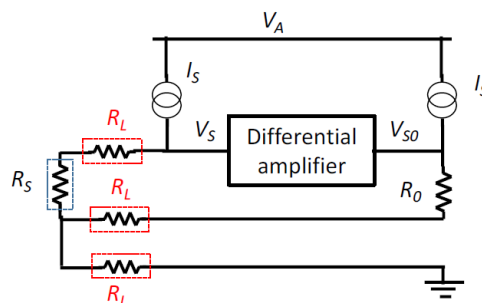 V_A
I_S
I_S
R_L
V_S
Differential
amplifier
V_S0
R_S
R_L
R_0
R_L